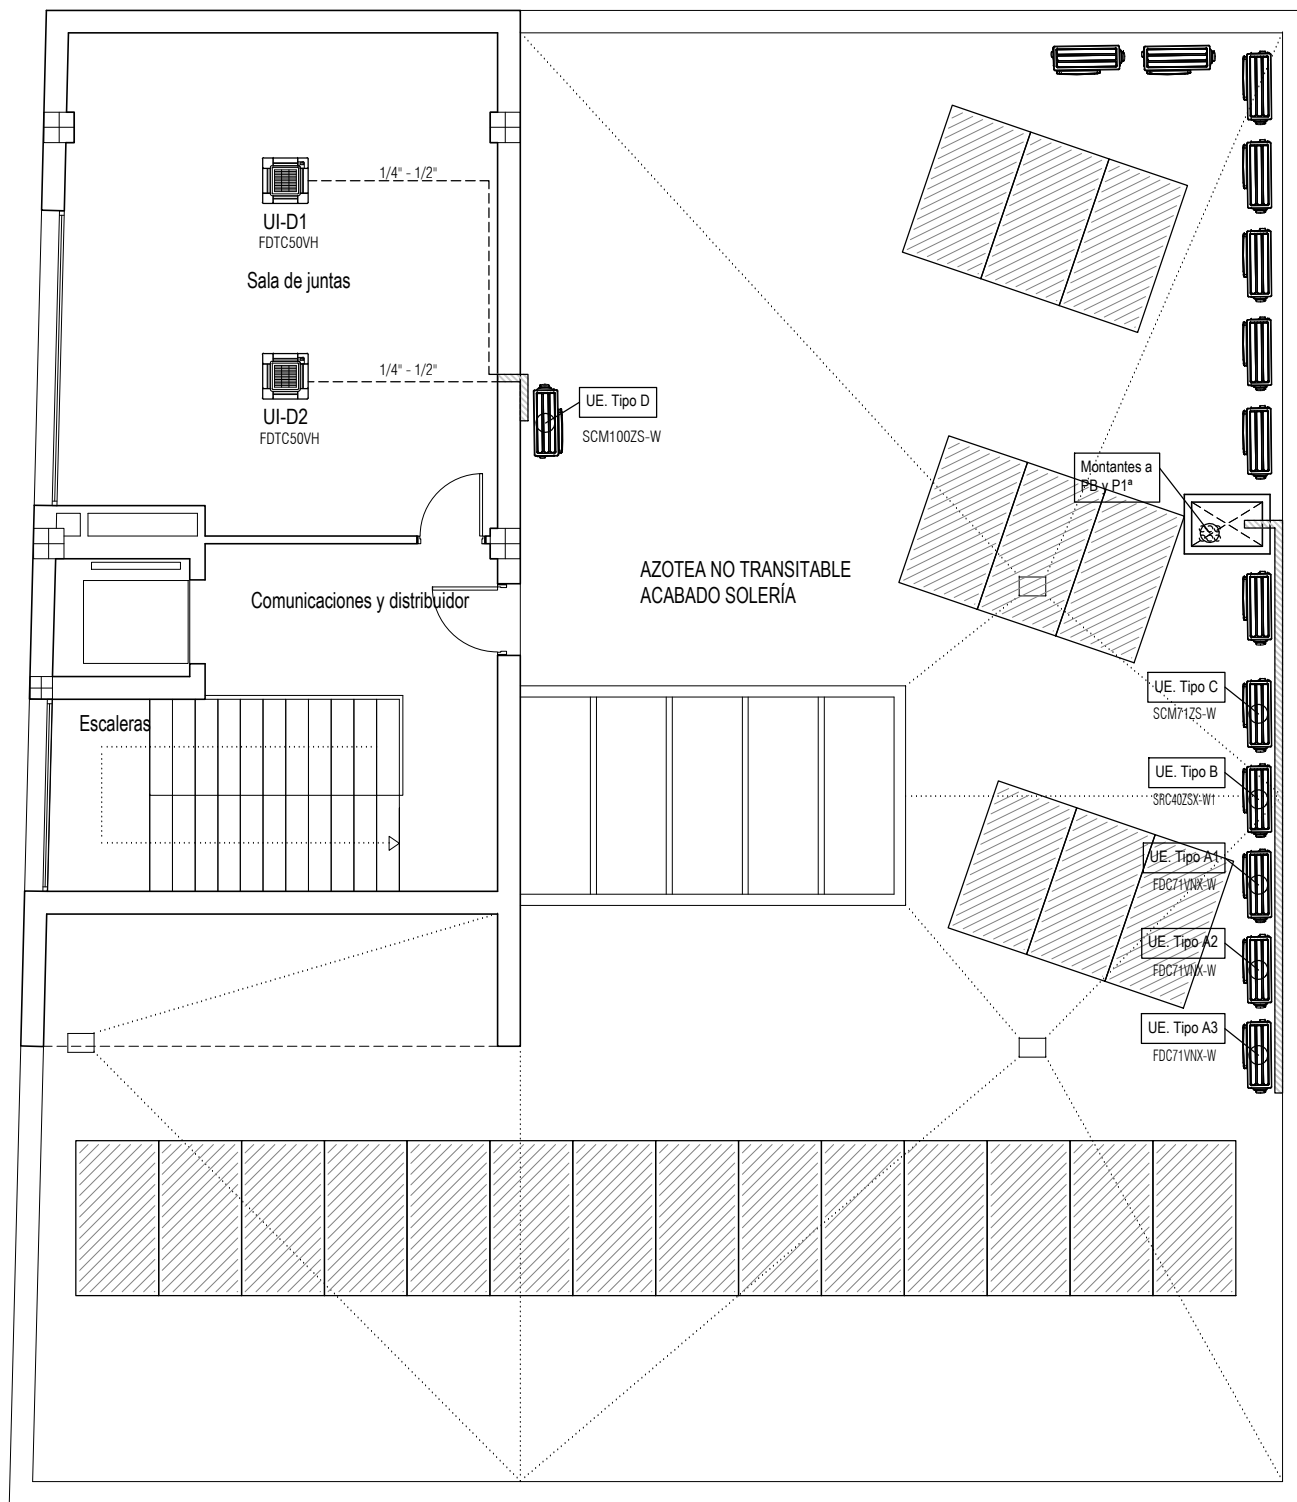 1/4" - 1/2"
UI-D1
FDTC50VH
Sala de juntas
1/4" - 1/2"
UI-D2
FDTC50VH
UE. Tipo D
SCM100ZS-W
Montantes a
PB y P1ª
AZOTEA NO TRANSITABLE
ACABADO SOLERÍA
Comunicaciones y distribuidor
UE. Tipo C
SCM71ZS-W
Escaleras
UE. Tipo B
SRC40ZSX-W1
UE. Tipo A1
FDC71VNX-W
UE. Tipo A2
FDC71VNX-W
UE. Tipo A3
FDC71VNX-W